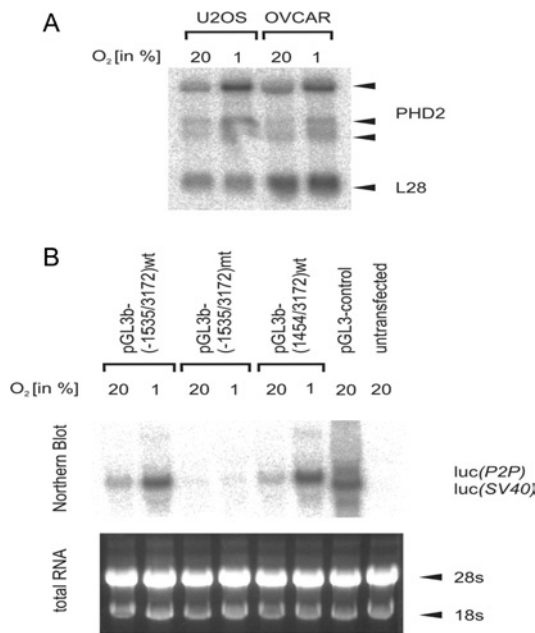 A
U2OS OVCAR
O2[in %] 20 1 20 1
PHD2
L28
B
pGL3b-(-1535/3172)wt
pGL3b-(-1535/3172)mt
pGL3b-(1454/3172)wt
pGL3-control
untransfected
O2[in %] 20 1 20 1 20 1 20 20
Northern Blot
luc(P2P)
luc(SV40)
total RNA
28s
18s